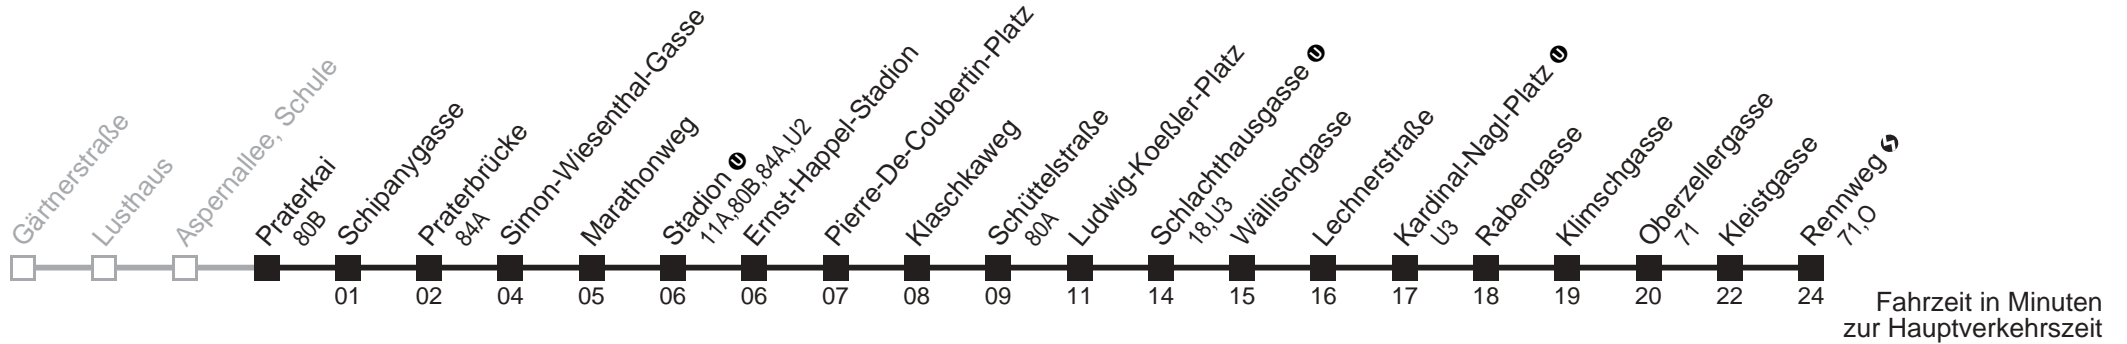 Gärtnerstraße
Lusthaus
Aspernallee, Schule
Praterkai
80B
Schipanygasse
01
Praterbrücke
84A
02
Simon-Wiesenthal-Gasse
04
Marathonweg
05
Stadion U
11A,80B,84A,U2
06
Ernst-Happel-Stadion
06
Pierre-De-Coubertin-Platz
07
Klaschkaweg
08
Schüttelstraße
80A
09
Ludwig-Koeßler-Platz
11
Schlachthausgasse U
18,U3
14
Wällischgasse
15
Lechnerstraße
16
Kardinal-Nagl-Platz U
U3
17
Rabengasse
18
Klimschgasse
19
Oberzellergasse
71
20
Kleistgasse
22
Rennweg
71,O
24
Fahrzeit in Minuten
zur Hauptverkehrszeit